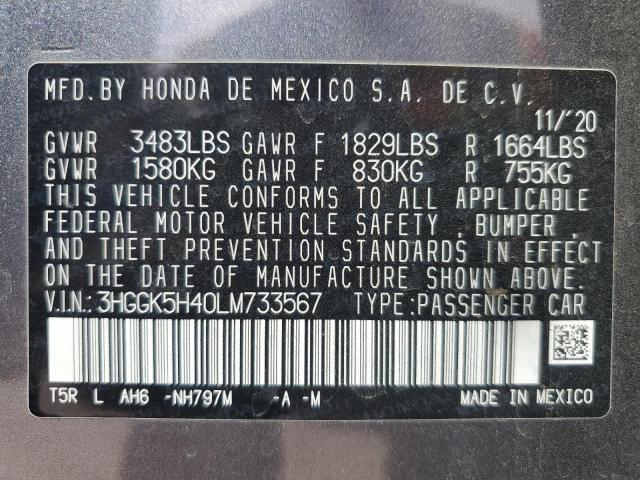 MFD.BY HONDA DE MEXICO S.A. DE C.V.
11/'20
GVWR 3483LBS GAWR F 1829LBS R 1664LBS
GVWR 1580KG GAWR F 830KG R 755KG
THIS VEHICLE CONFORMS TO ALL APPLICABLE
FEDERAL MOTOR VEHICLE SAFETY , BUMPER ,
AND THEFT PREVENTION STANDARDS IN EFFECT
ON THE DATE OF MANUFACTURE SHOWN ABOVE.
V.I.N.: 3HGGK5H40LM733567 TYPE:PASSENGER CAR
T5R L AH6 -NH797M -A -M MADE IN MEXICO